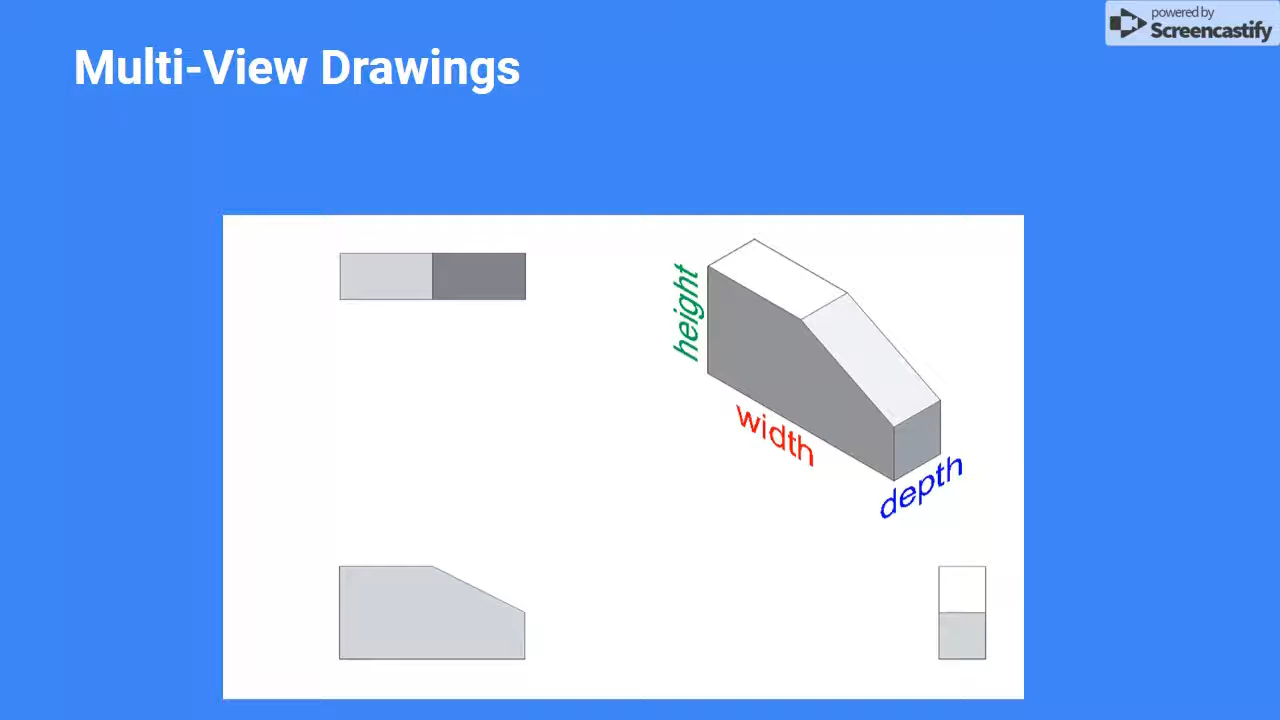 powered by
Screencastify
Multi-View Drawings
height
width
depth